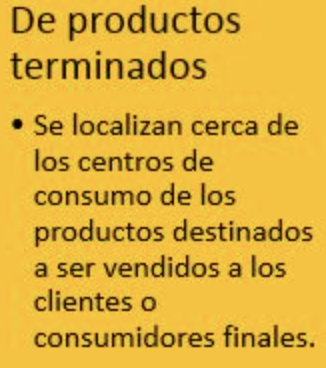 De productos
terminados
• Se localizan cerca de
los centros de
consumo de los
productos destinados
a ser vendidos a los
clientes o
consumidores finales.